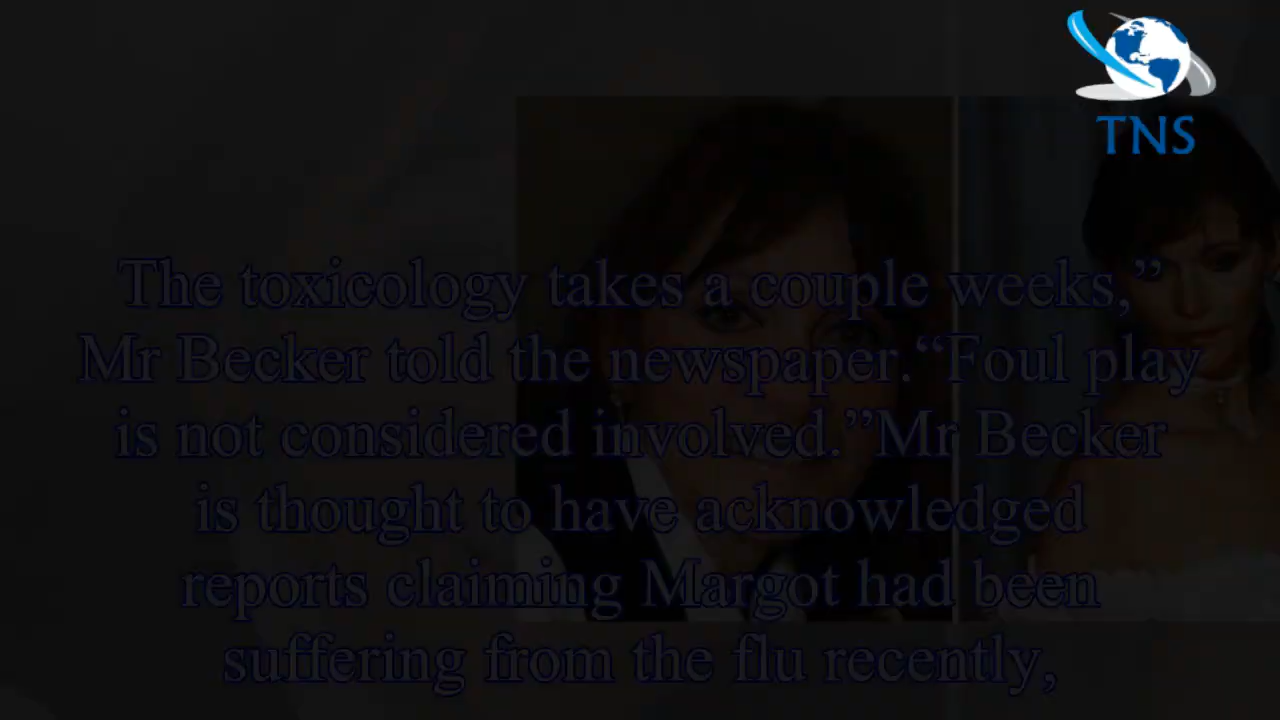 TNS
The toxicology takes a couple weeks,”
Mr Becker told the newspaper.“Foul play
is not considered involved.”Mr Becker
is thought to have acknowledged
reports claiming Margot had been
suffering from the flu recently,